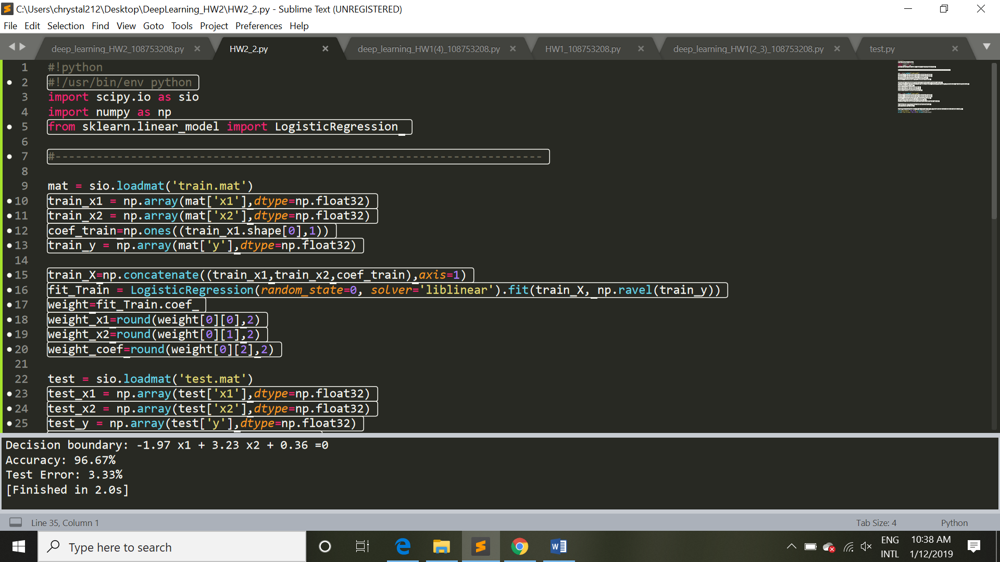 C:\Users\chrystal212\Desktop\DeepLearning_HW2\HW2_2.py - Sublime Text (UNREGISTERED)
File Edit Selection Find View Goto Tools Project Preferences Help
deep_learning_HW2_108753208.py HW2_2.py deep_learning_HW1(4)_108753208.py HW1_108753208.py deep_learning_HW1(2_3)_108753208.py test.py
1 #!python
2 #!/usr/bin/env python
3 import scipy.io as sio
4 import numpy as np
5 from sklearn.linear_model import LogisticRegression
6
7 #-----------------------------------------------------------------------
8
9 mat = sio.loadmat('train.mat')
10 train_x1 = np.array(mat['x1'],dtype=np.float32)
11 train_x2 = np.array(mat['x2'],dtype=np.float32)
12 coef_train=np.ones((train_x1.shape[0],1))
13 train_y = np.array(mat['y'],dtype=np.float32)
14
15 train_X=np.concatenate((train_x1,train_x2,coef_train),axis=1)
16 fit_Train = LogisticRegression(random_state=0, solver='liblinear').fit(train_X, np.ravel(train_y))
17 weight=fit_Train.coef_
18 weight_x1=round(weight[0][0],2)
19 weight_x2=round(weight[0][1],2)
20 weight_coef=round(weight[0][2],2)
21
22 test = sio.loadmat('test.mat')
23 test_x1 = np.array(test['x1'],dtype=np.float32)
24 test_x2 = np.array(test['x2'],dtype=np.float32)
25 test_y = np.array(test['y'],dtype=np.float32)
Decision boundary: -1.97 x1 + 3.23 x2 + 0.36 =0
Accuracy: 96.67%
Test Error: 3.33%
[Finished in 2.0s]
Line 35, Column 1 Tab Size: 4 Python
Type here to search
ENG 10:38 AM
INTL 1/12/2019